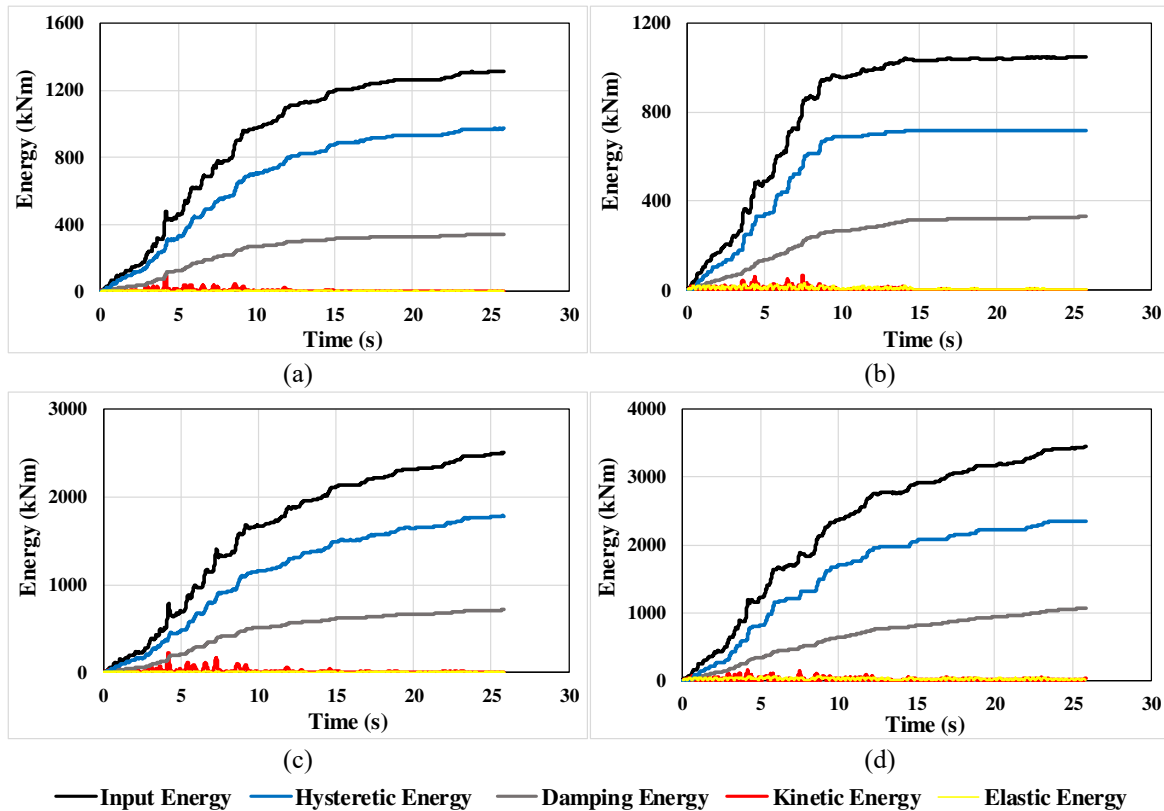 1600
1200
800
400
0
0 5 10 15 20 25 30
Energy (kNm)
Time (s)
(a)
1200
800
400
0
0 5 10 15 20 25 30
Energy (kNm)
Time (s)
(b)
3000
2000
1000
0
0 5 10 15 20 25 30
Energy (kNm)
Time (s)
(c)
4000
3000
2000
1000
0
0 5 10 15 20 25 30
Energy (kNm)
Time (s)
(d)
Input Energy Hysteretic Energy Damping Energy Kinetic Energy Elastic Energy